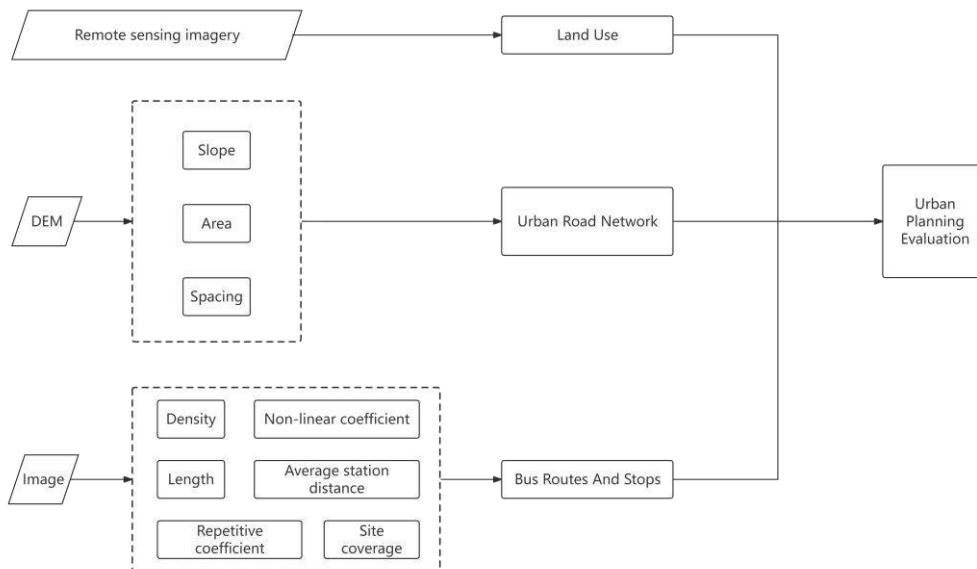 Remote sensing imagery
Land Use
Slope
DEM
Area
Spacing
Urban Road Network
Urban
Planning
Evaluation
Density
Non-linear coefficient
Image
Length
Average station
distance
Repetitive
coefficient
Site
coverage
Bus Routes And Stops